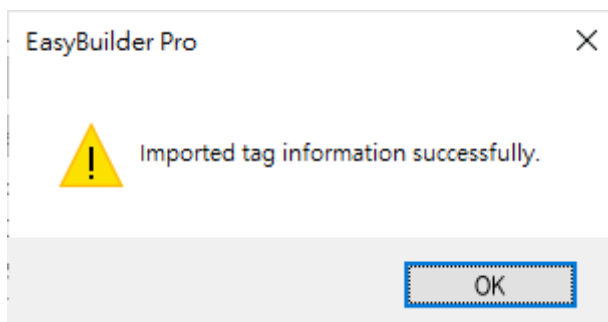 EasyBuilder Pro
Imported tag information successfully.
OK